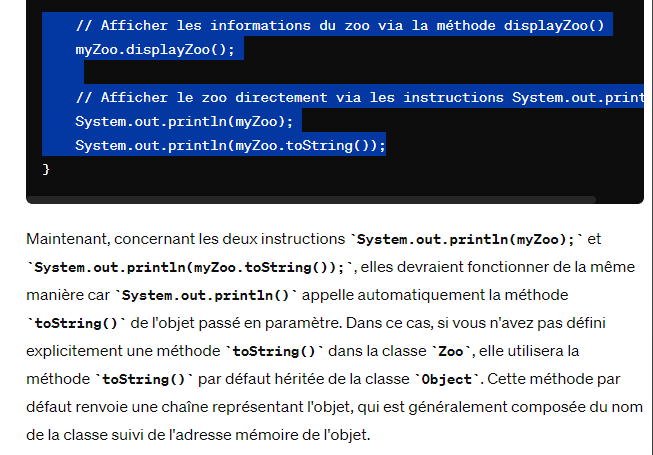 // Afficher les informations du zoo via la méthode displayZoo()
myZoo.displayZoo();
// Afficher le zoo directement via les instructions System.out.print
System.out.println(myZoo);
System.out.println(myZoo.toString());
}
Maintenant, concernant les deux instructions `System.out.println(myZoo);` et
`System.out.println(myZoo.toString());`, elles devraient fonctionner de la même
manière car `System.out.println()` appelle automatiquement la méthode
`toString()` de l'objet passé en paramètre. Dans ce cas, si vous n'avez pas défini
explicitement une méthode `toString()` dans la classe `Zoo`, elle utilisera la
méthode `toString()` par défaut héritée de la classe `Object`. Cette méthode par
défaut renvoie une chaîne représentant l'objet, qui est généralement composée du nom
de la classe suivi de l'adresse mémoire de l'objet.